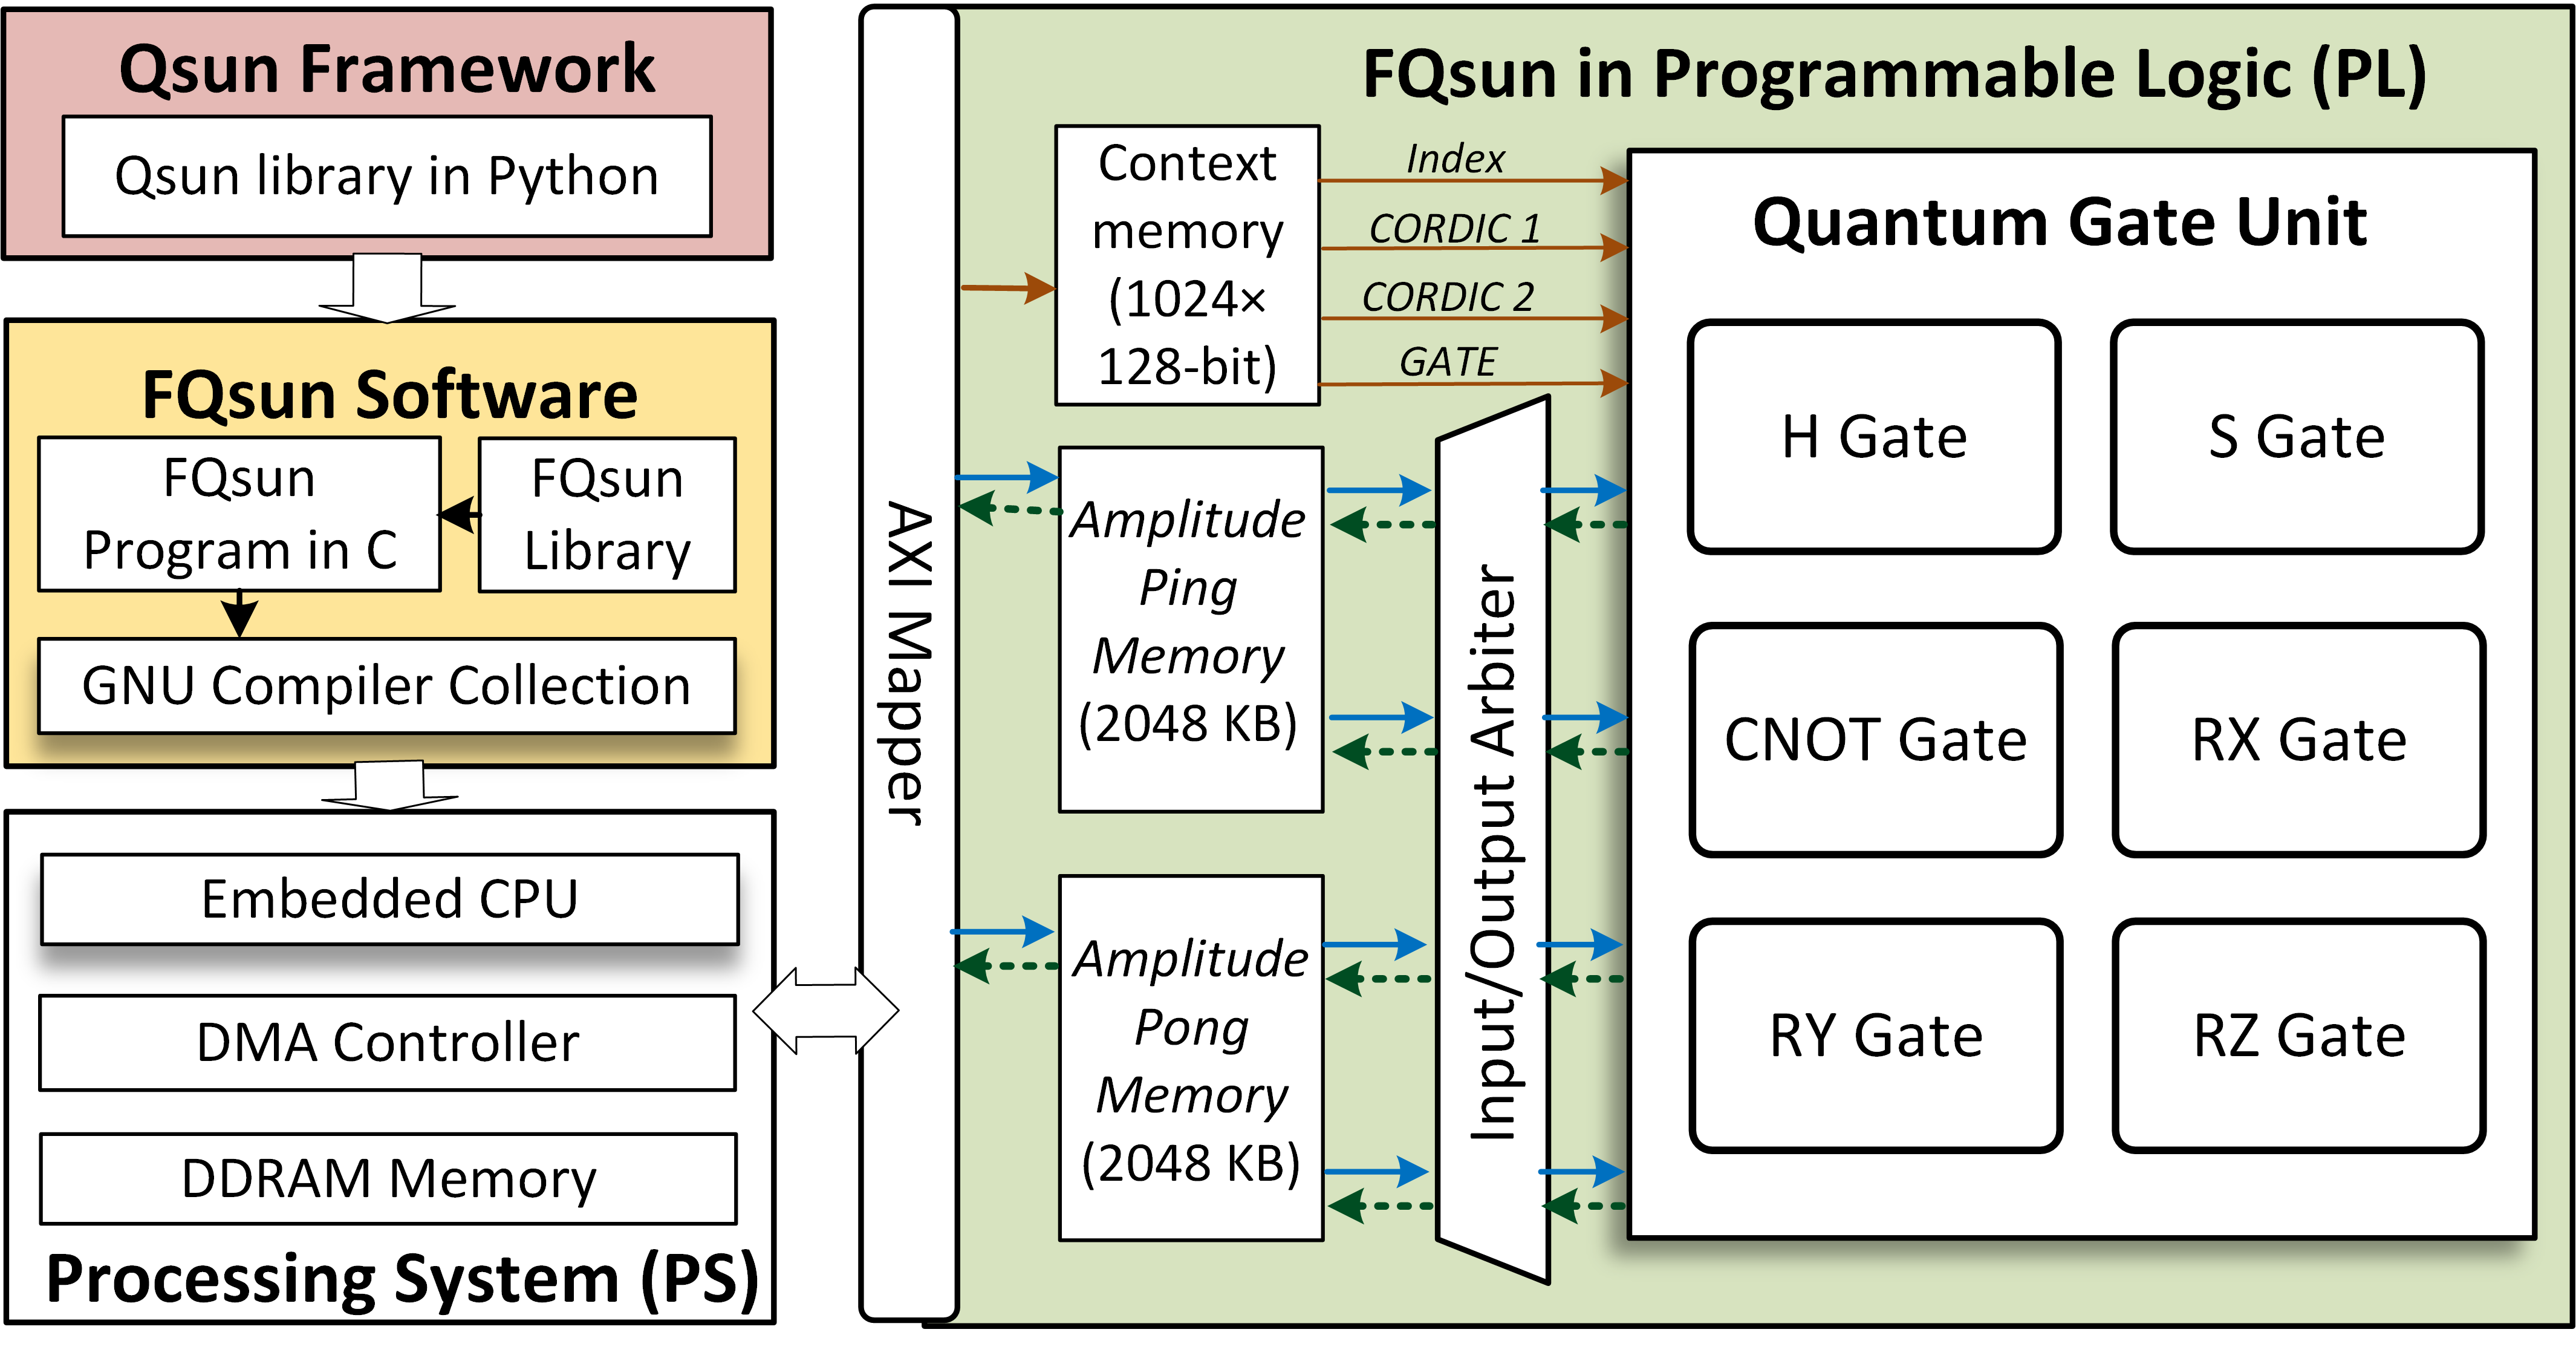 Qsun Framework
Qsun library in Python
FQsun Software
FQsun
Program in C
FQsun
Library
GNU Compiler Collection
Embedded CPU
DMA Controller
DDRAM Memory
Processing System (PS)
AXI Mapper
FQsun in Programmable Logic (PL)
Context
memory
(1024×
128-bit)
Index
CORDIC 1
CORDIC 2
GATE
Amplitude
Ping
Memory
(2048 KB)
Amplitude
Pong
Memory
(2048 KB)
Input/Output Arbiter
Quantum Gate Unit
H Gate
S Gate
CNOT Gate
RX Gate
RY Gate
RZ Gate